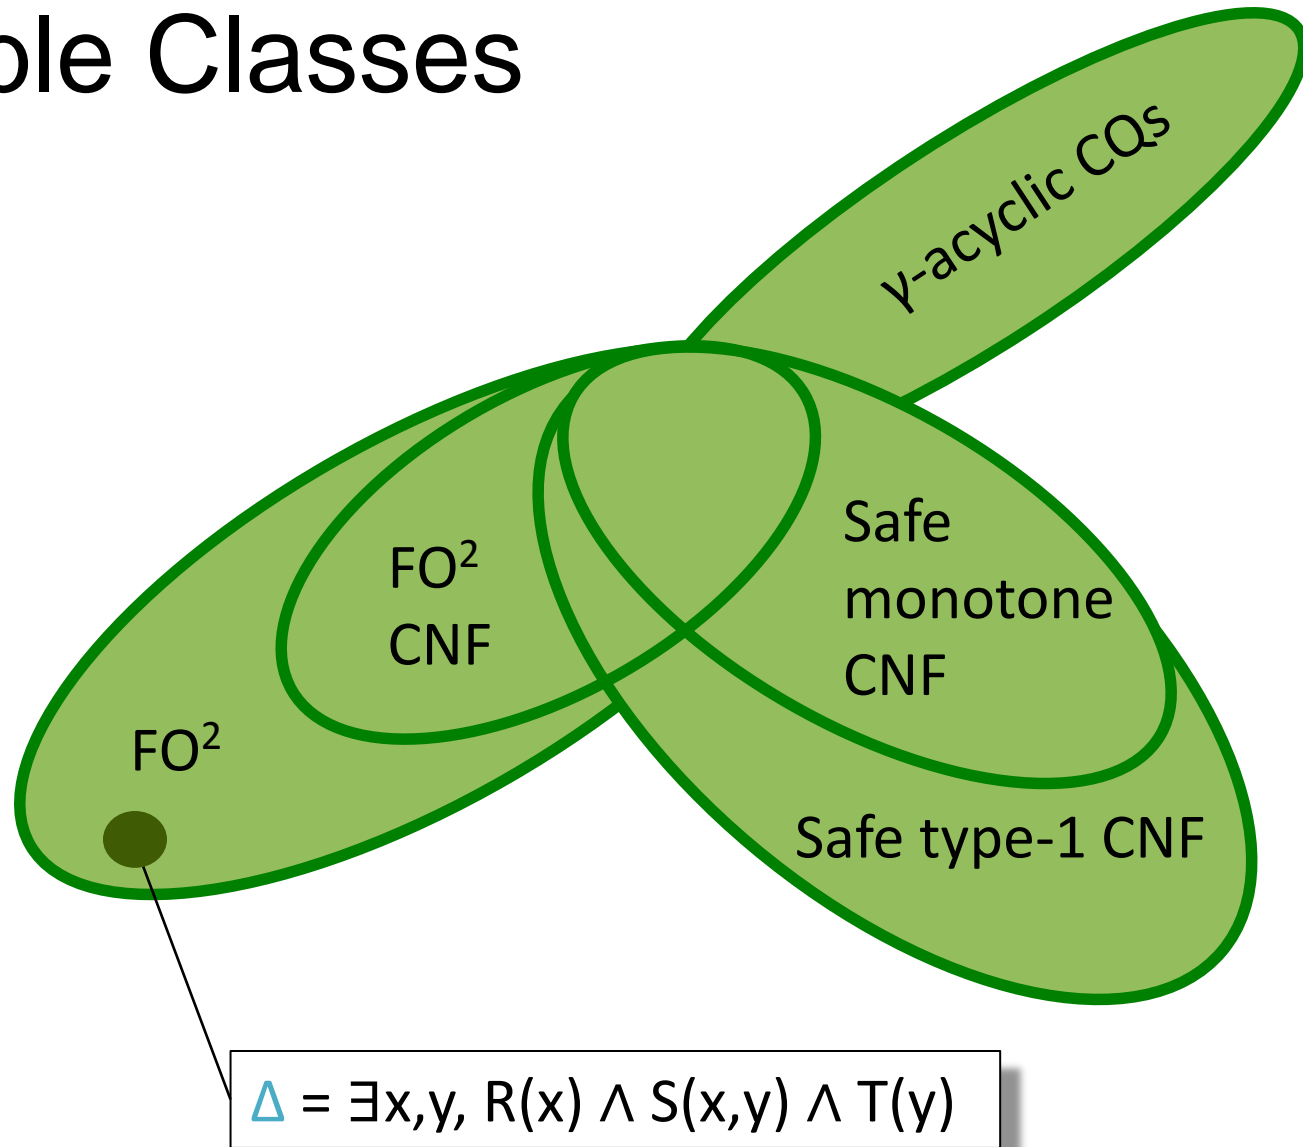 ble Classes
γ-acyclic CQs
Safe
monotone
CNF
FO²
CNF
FO²
Safe type-1 CNF
Δ = ∃x,y, R(x) ∧ S(x,y) ∧ T(y)